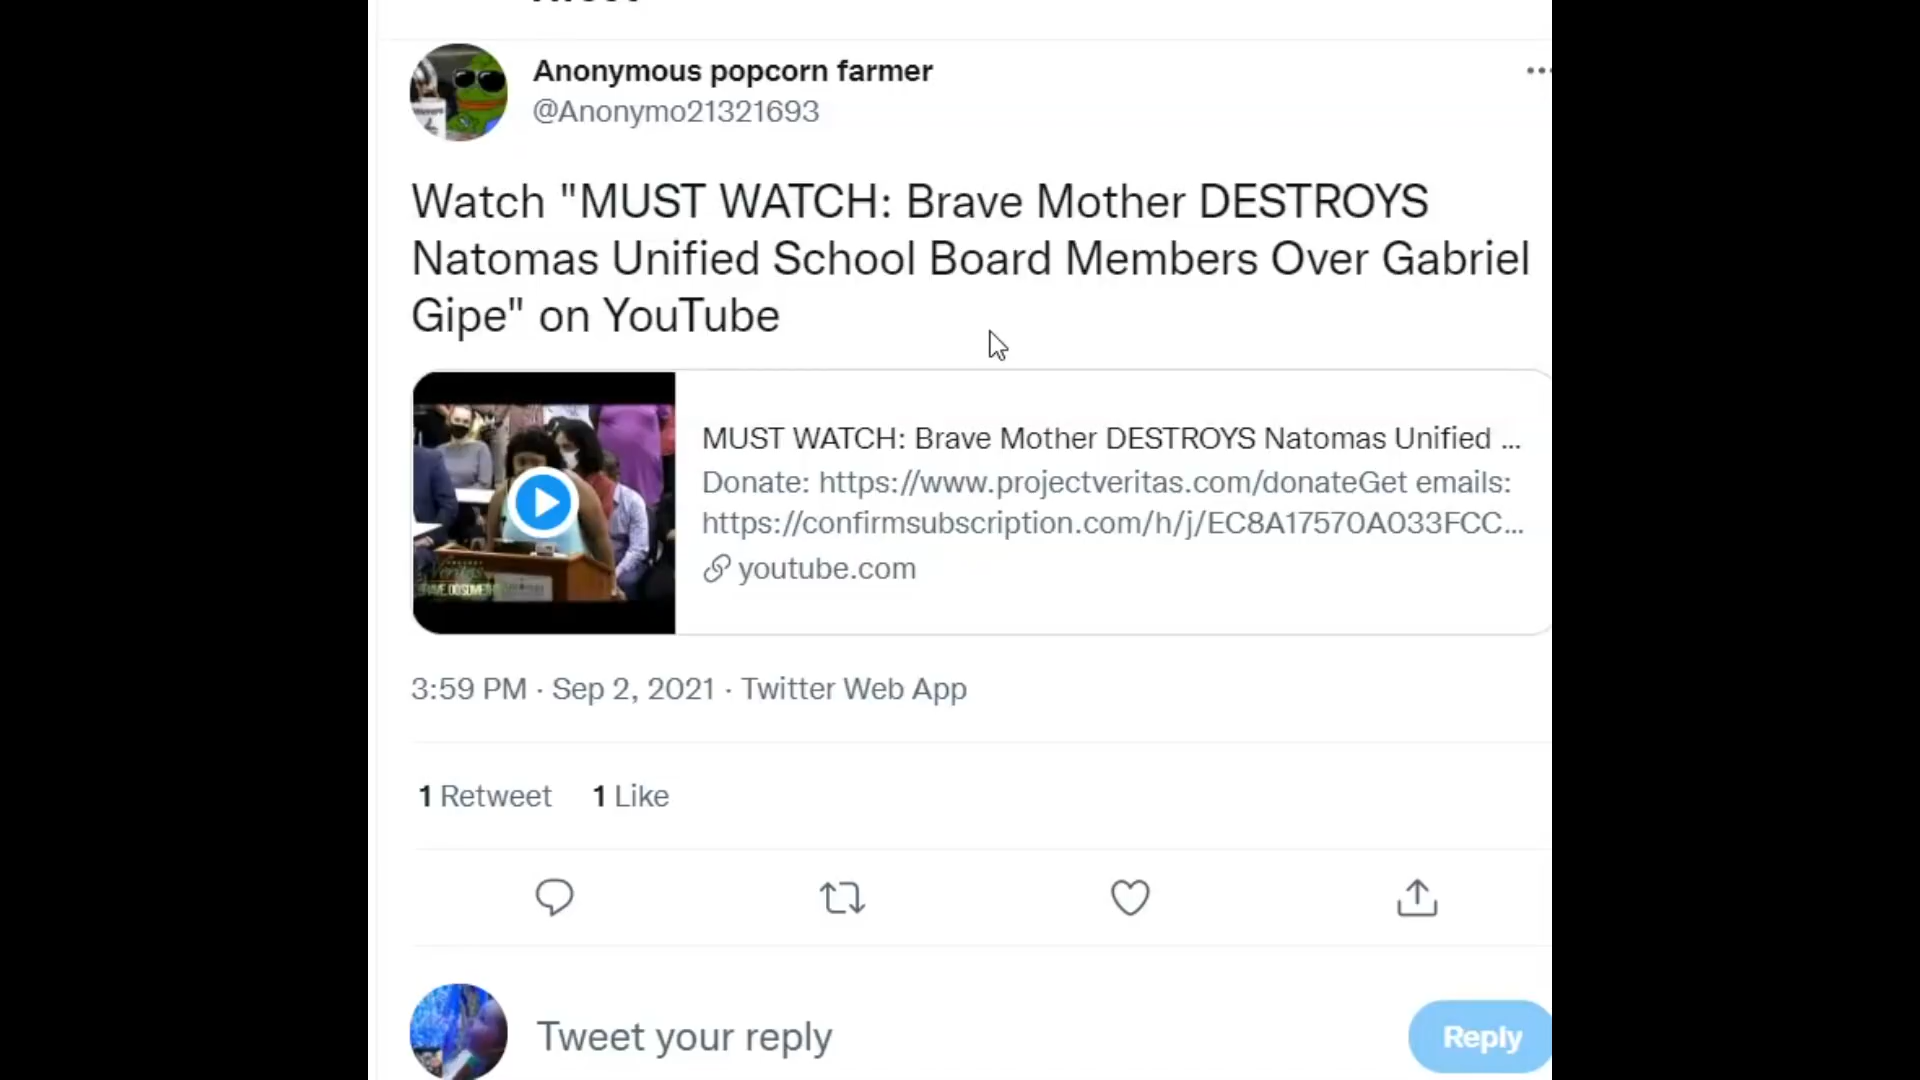 Anonymous popcorn farmer
@Anonymo21321693
Watch "MUST WATCH: Brave Mother DESTROYS
Natomas Unified School Board Members Over Gabriel
Gipe" on YouTube
MUST WATCH: Brave Mother DESTROYS Natomas Unified ...
Donate: https://www.projectveritas.com/donateGet emails:
https://confirmsubscription.com/h/j/EC8A17570A033FCC...
youtube.com
3:59 PM · Sep 2, 2021 · Twitter Web App
1 Retweet 1 Like
Tweet your reply
Reply